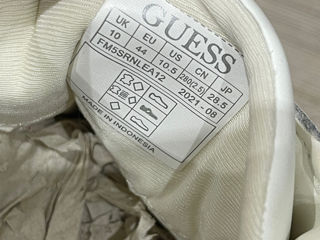 GUESS
UK EU US CN JP
10 44 10.5 280(2.5) 28.5
FM5SRNLEA12 2021-08
MADE IN INDONESIA